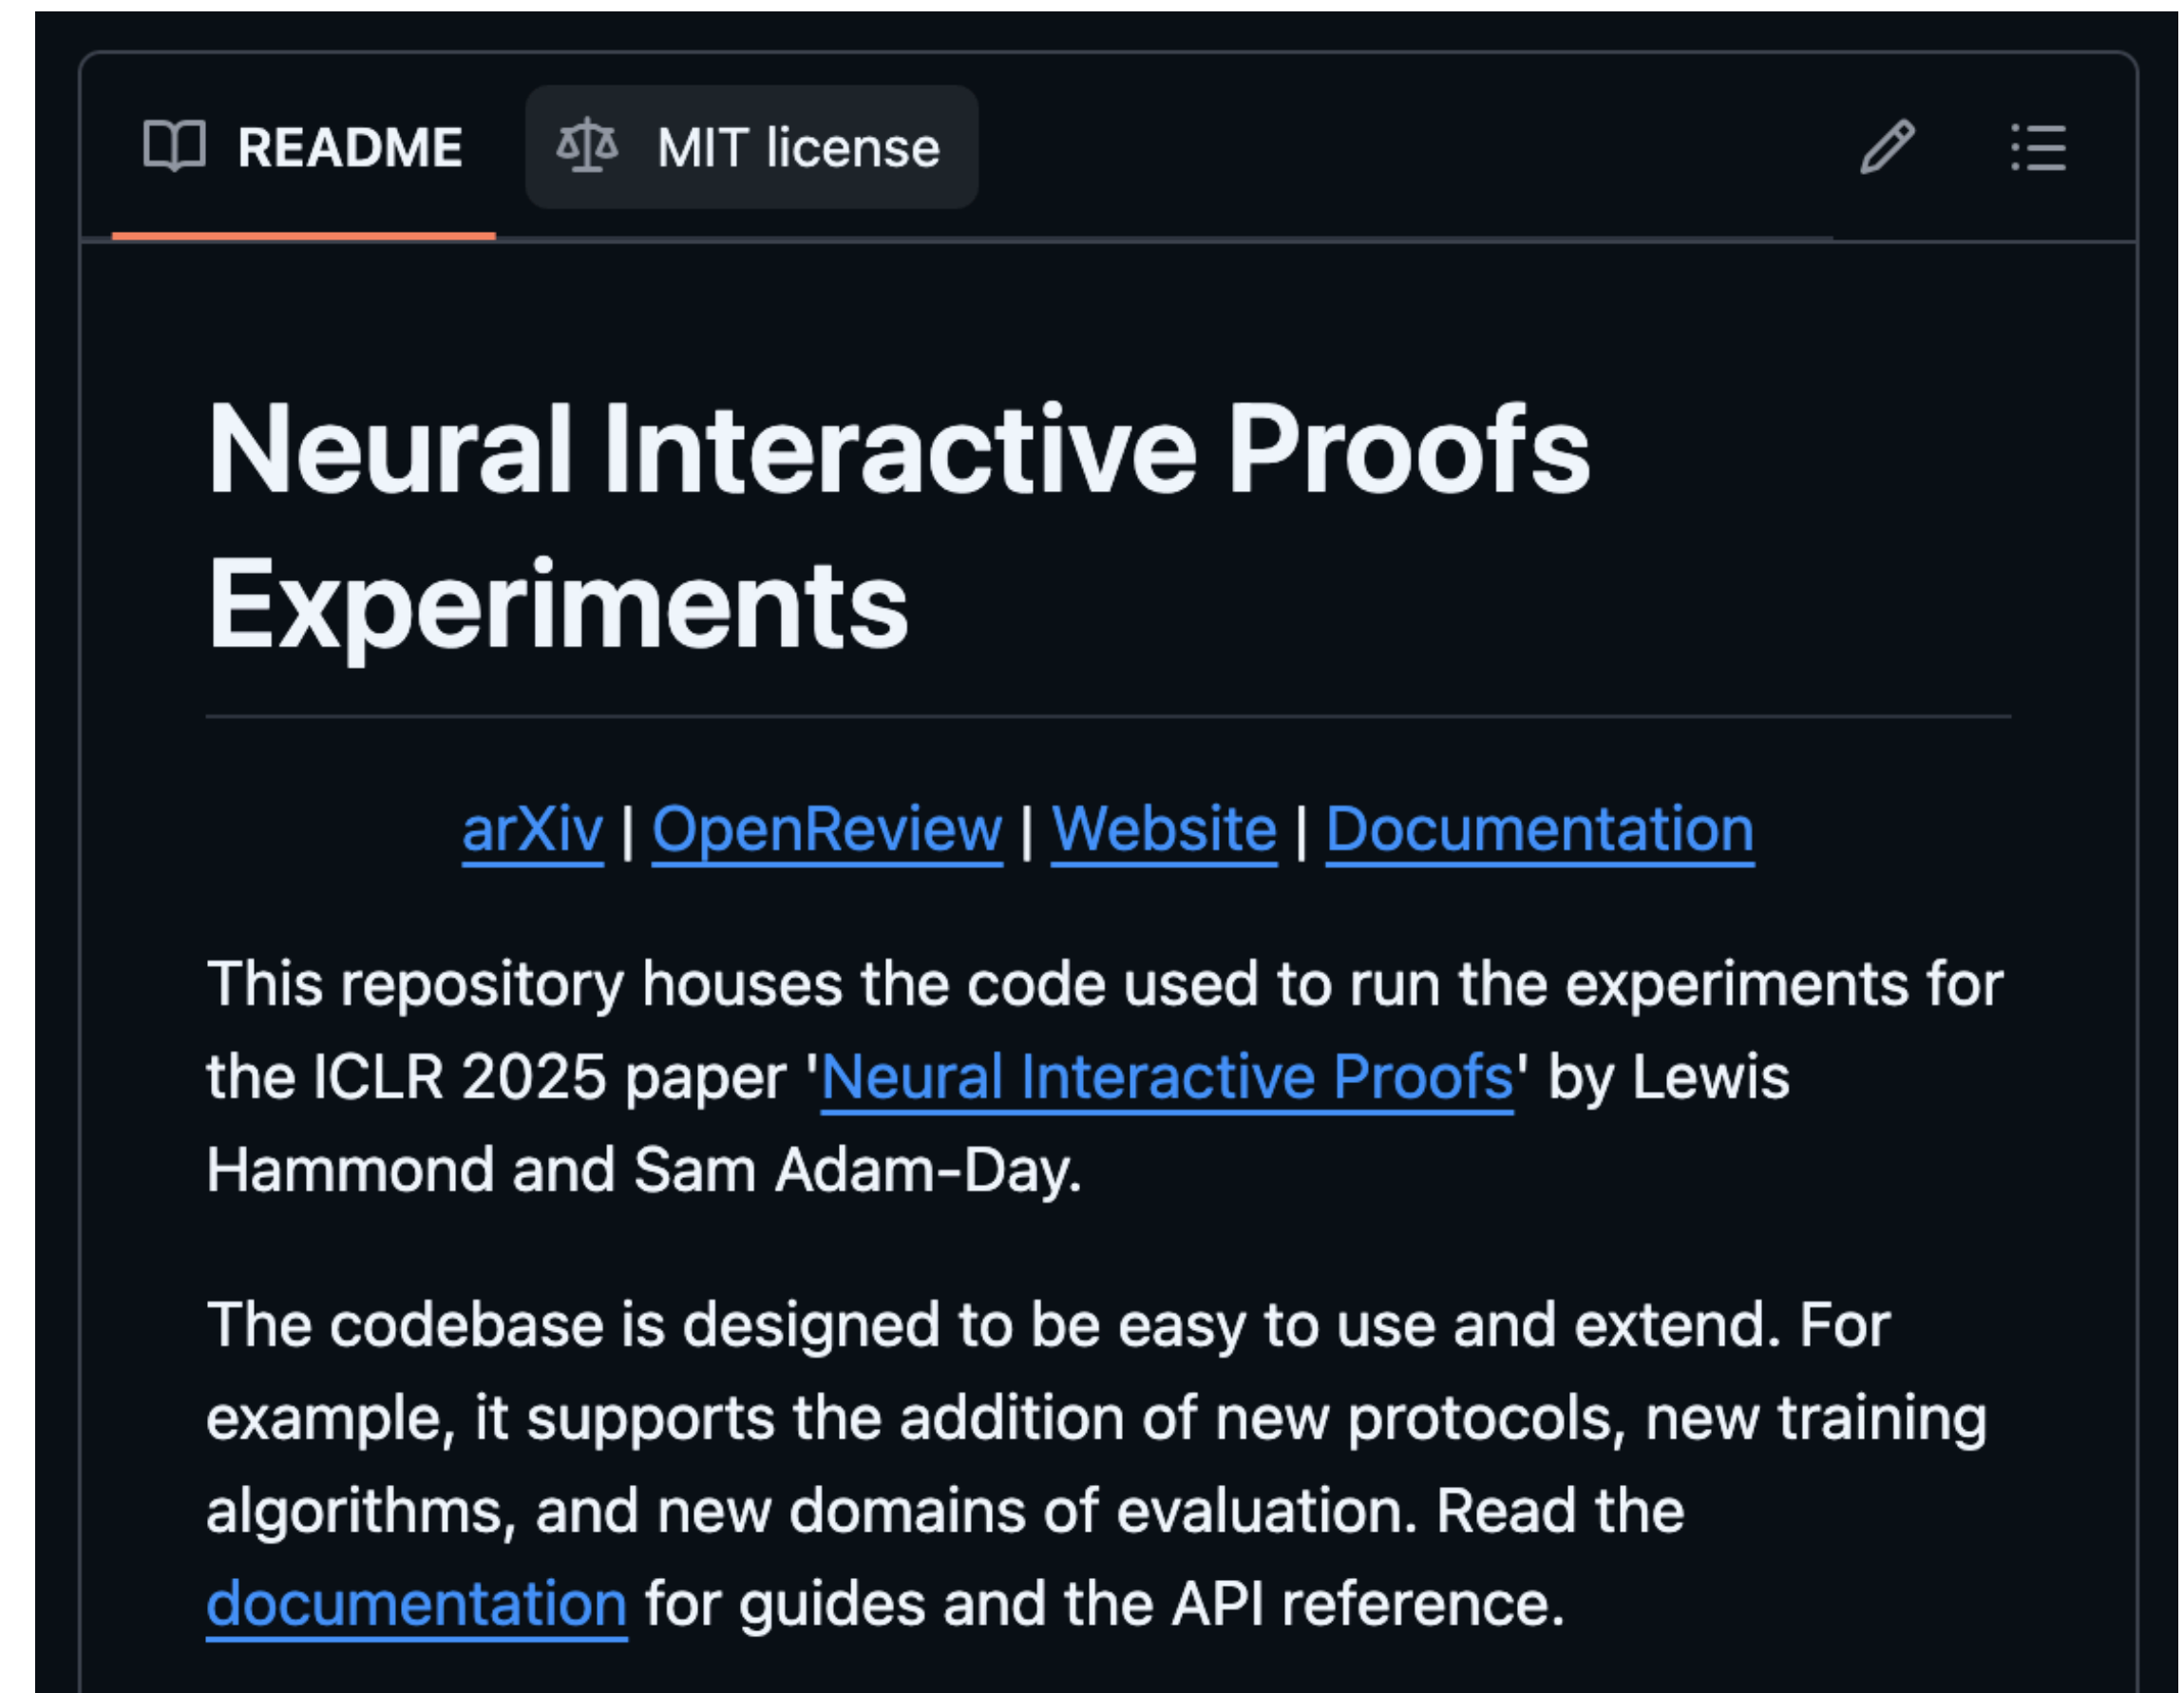 README
MIT license
Neural Interactive Proofs
Experiments
arXiv | OpenReview | Website | Documentation
This repository houses the code used to run the experiments for
the ICLR 2025 paper 'Neural Interactive Proofs' by Lewis
Hammond and Sam Adam-Day.
The codebase is designed to be easy to use and extend. For
example, it supports the addition of new protocols, new training
algorithms, and new domains of evaluation. Read the
documentation for guides and the API reference.